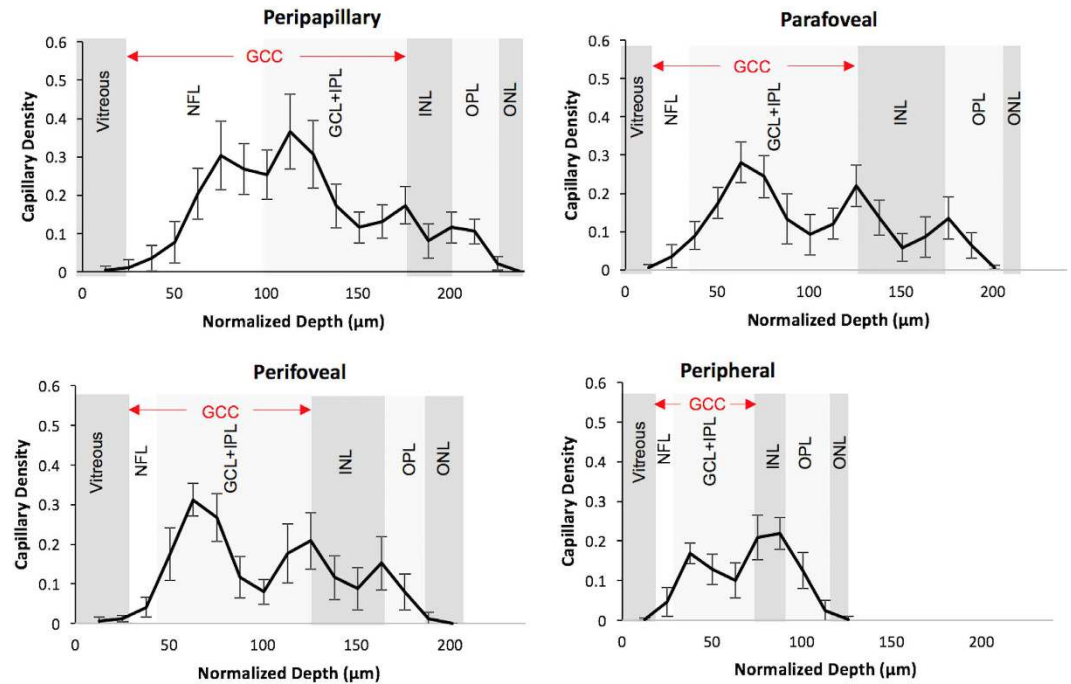 Peripapillary
0.6
0.5
0.4
0.3
0.2
0.1
0
Capillary Density
Vitreous
NFL
GCC
GCL+IPL
INL
OPL
ONL
0 50 100 150 200
Normalized Depth (µm)
Parafoveal
0.6
0.5
0.4
0.3
0.2
0.1
0
Capillary Density
Vitreous
NFL
GCC
GCL+IPL
INL
OPL
ONL
0 50 100 150 200
Normalized Depth (µm)
Perifoveal
0.6
0.5
0.4
0.3
0.2
0.1
0
Capillary Density
Vitreous
NFL
GCC
GCL+IPL
INL
OPL
ONL
0 50 100 150 200
Normalized Depth (µm)
Peripheral
0.6
0.5
0.4
0.3
0.2
0.1
0
Capillary Density
Vitreous
NFL
GCC
GCL+IPL
INL
OPL
ONL
0 50 100 150 200
Normalized Depth (µm)